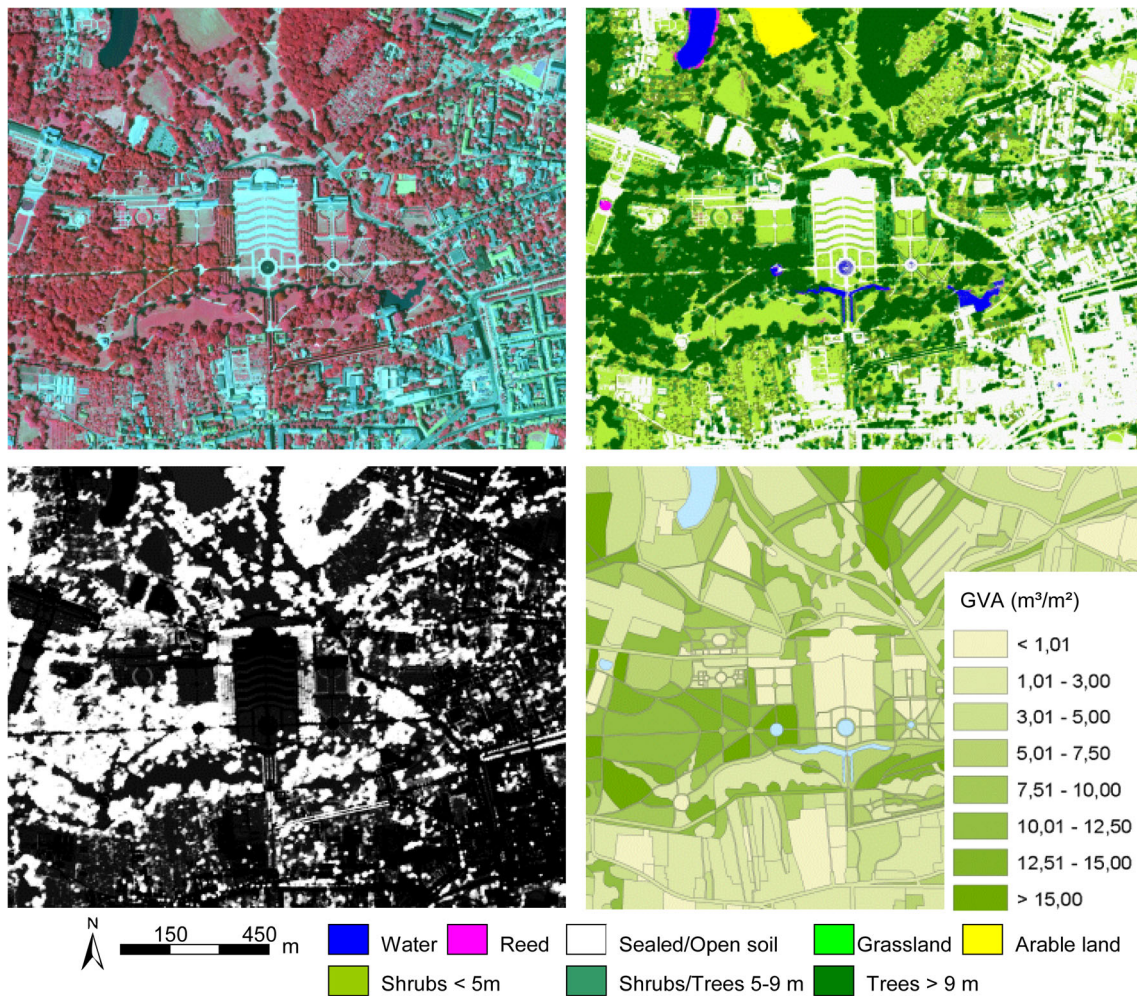 GVA (m³/m²)
< 1,01
1,01 - 3,00
3,01 - 5,00
5,01 - 7,50
7,51 - 10,00
10,01 - 12,50
12,51 - 15,00
> 15,00
N
150 450 m
Water Reed Sealed/Open soil Grassland Arable land
Shrubs < 5m Shrubs/Trees 5-9 m Trees > 9 m